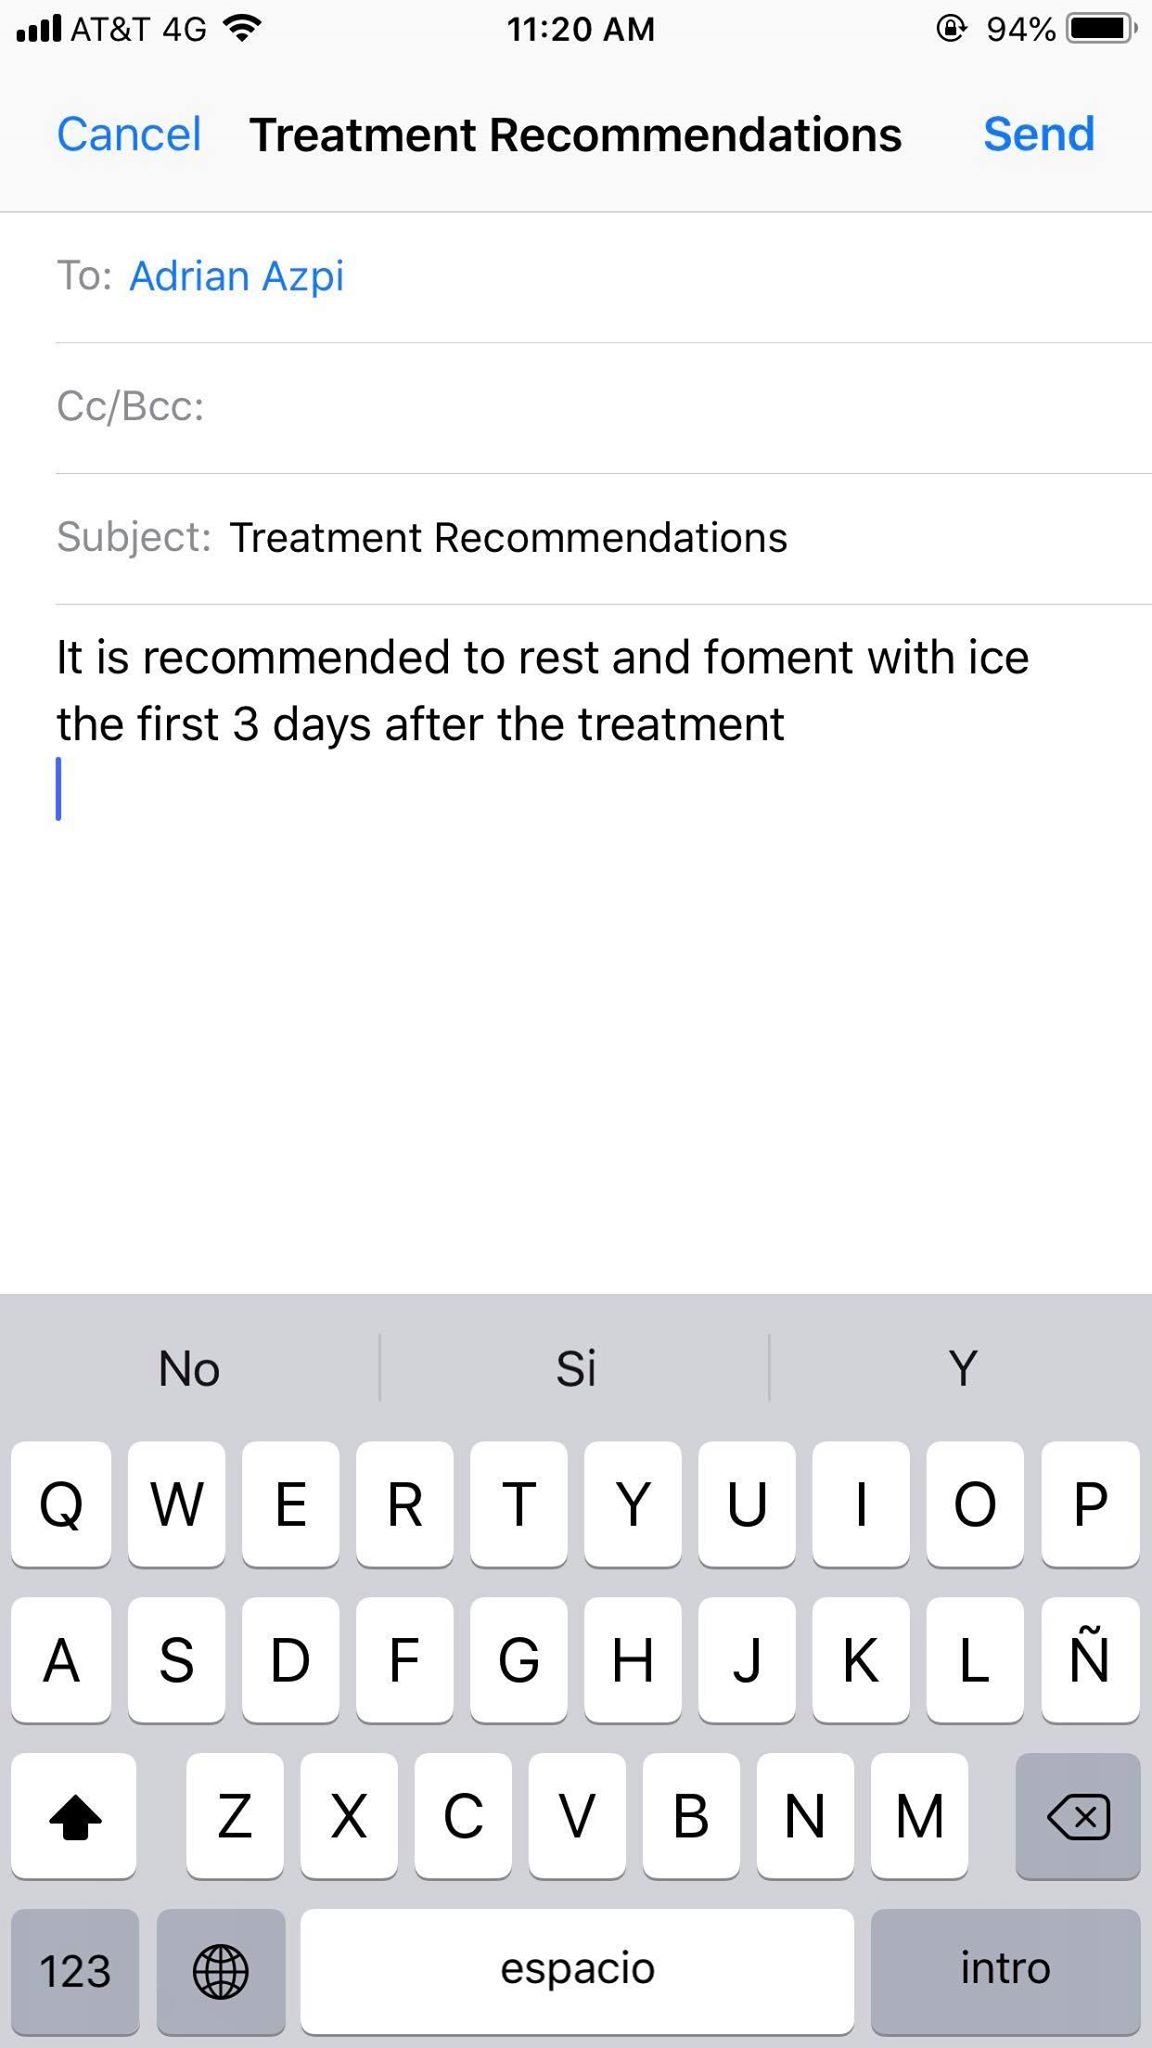 AT&T 4G 11:20 AM 94%
Cancel Treatment Recommendations Send
To: Adrian Azpi
Cc/Bcc:
Subject: Treatment Recommendations
It is recommended to rest and foment with ice
the first 3 days after the treatment
No Si Y
Q W E R T Y U I O P
A S D F G H J K L Ñ
Z X C V B N M
123 espacio intro